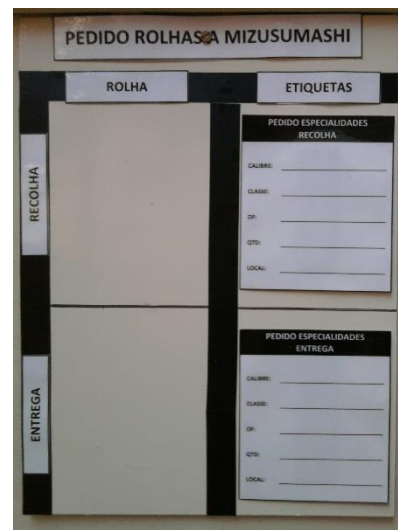 PEDIDO ROLHAS A MIZUSUMASHI
ROLHA
ETIQUETAS
RECOLHA
PEDIDO ESPECIALIDADES
RECOLHA
CALIBRE:
CLASSE:
OF:
QTD:
LOCAL:
ENTREGA
PEDIDO ESPECIALIDADES
ENTREGA
CALIBRE:
CLASSE:
OF:
QTD:
LOCAL: